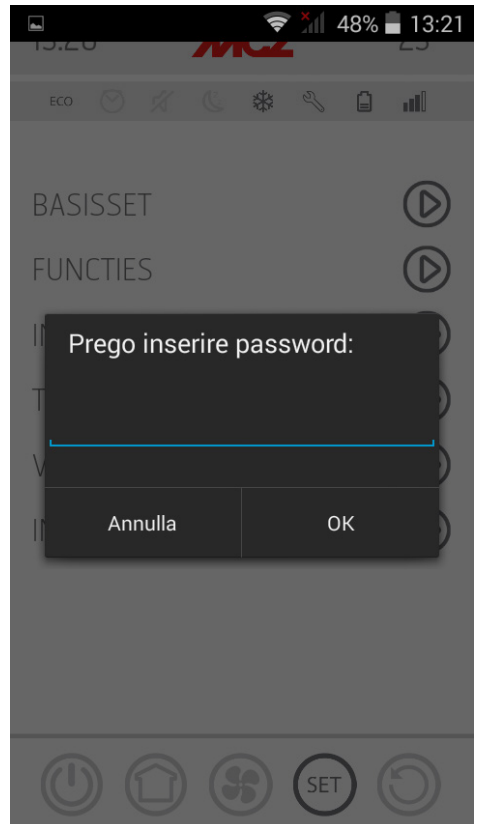 48% 13:21
MCZ
ECO
BASISSET
FUNCTIES
Prego inserire password:
Annulla
OK
SET